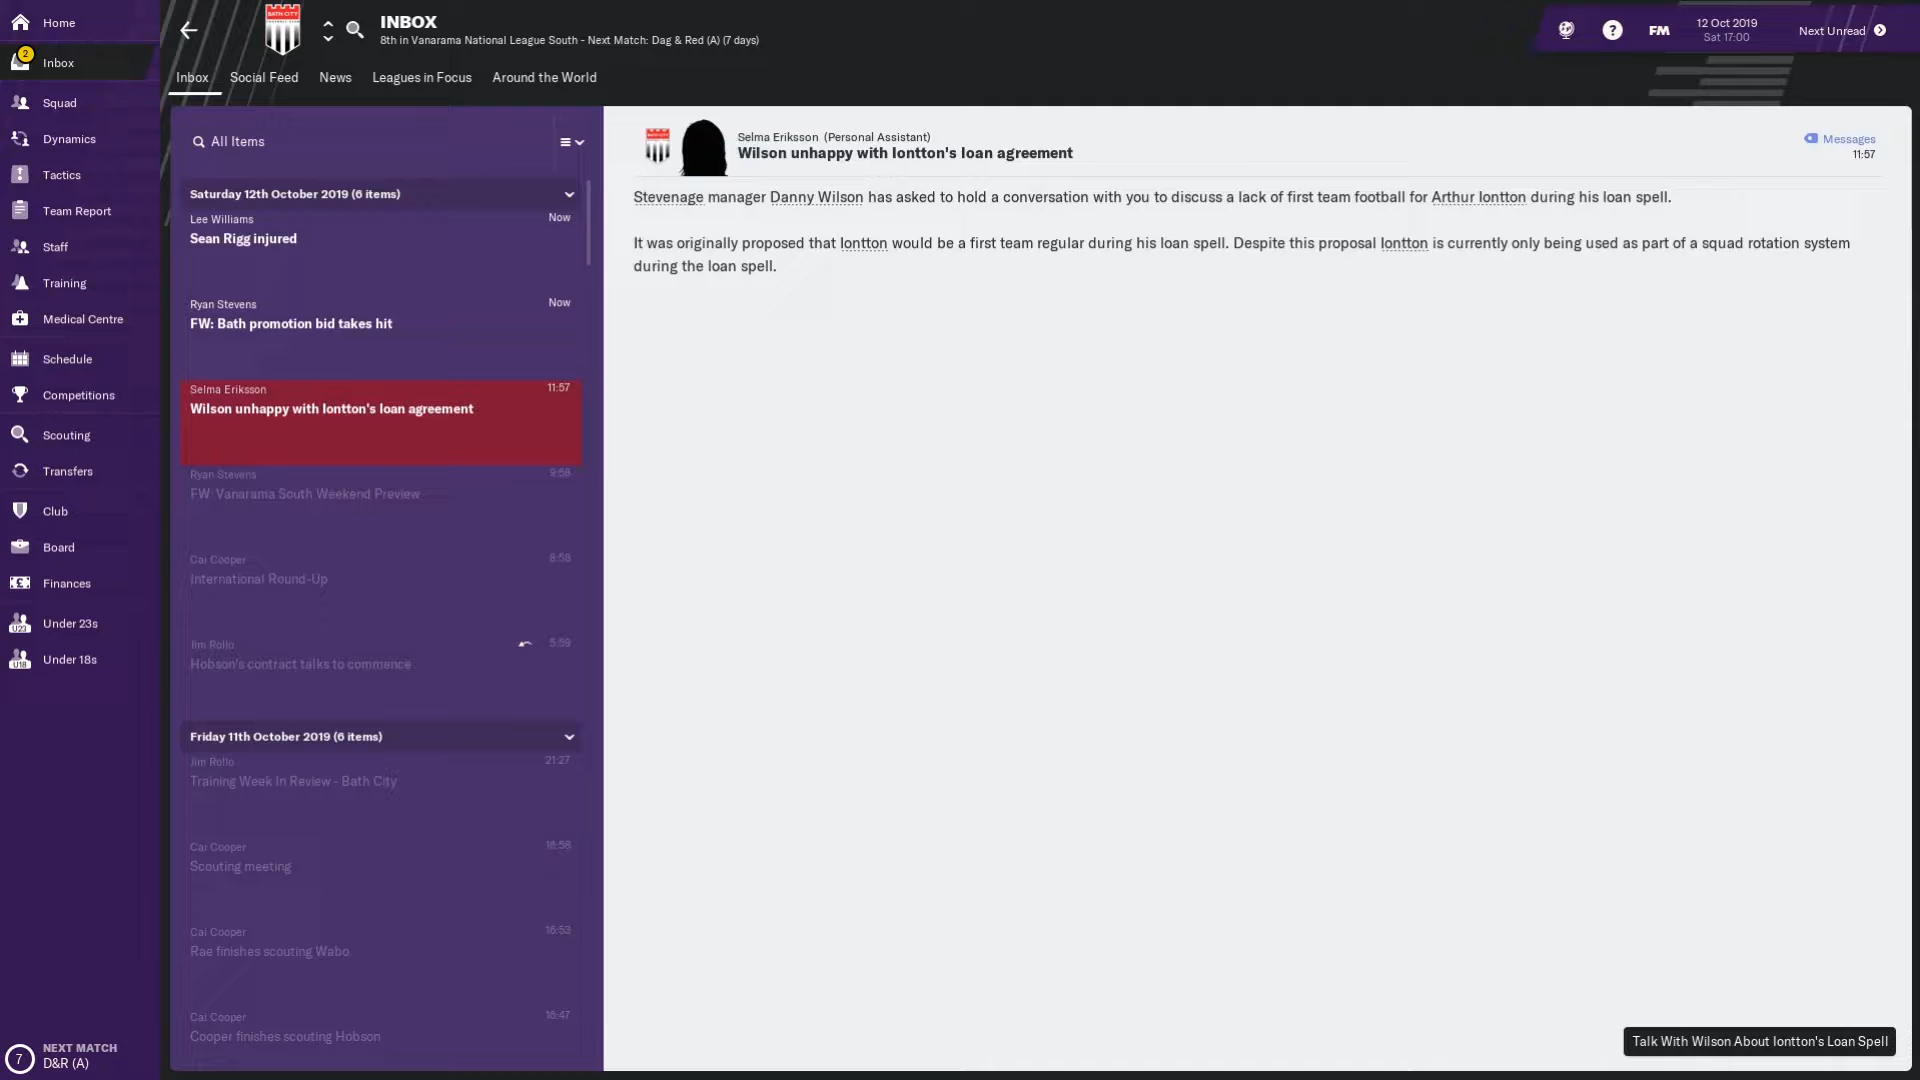 Home
2
Inbox
Squad
Dynamics
Tactics
Team Report
Staff
Training
Medical Centre
Schedule
Competitions
Scouting
Transfers
Club
Board
Finances
U23
Under 23s
U18
Under 18s
7
NEXT MATCH
D&R (A)
BATH CITY
INBOX
8th in Vanarama National League South - Next Match: Dag & Red (A) (7 days)
FM
12 Oct 2019
Sat 17:00
Next Unread
Inbox
Social Feed
News
Leagues in Focus
Around the World
All Items
Saturday 12th October 2019 (6 items)
Lee Williams
Now
Sean Rigg injured
Ryan Stevens
Now
FW: Bath promotion bid takes hit
Selma Eriksson
11:57
Wilson unhappy with Iontton's loan agreement
Ryan Stevens
9:58
FW: Vanarama South Weekend Preview
Cai Cooper
8:58
International Round-Up
Jim Rollo
5:59
Hobson's contract talks to commence
Friday 11th October 2019 (6 items)
Jim Rollo
21:27
Training Week In Review - Bath City
Cai Cooper
18:58
Scouting meeting
Cai Cooper
16:53
Rae finishes scouting Wabo
Cai Cooper
16:47
Cooper finishes scouting Hobson
Selma Eriksson (Personal Assistant)
Wilson unhappy with Iontton's loan agreement
Messages
11:57
Stevenage manager Danny Wilson has asked to hold a conversation with you to discuss a lack of first team football for Arthur Iontton during his loan spell.
It was originally proposed that Iontton would be a first team regular during his loan spell. Despite this proposal Iontton is currently only being used as part of a squad rotation system
during the loan spell.
Talk With Wilson About Iontton's Loan Spell